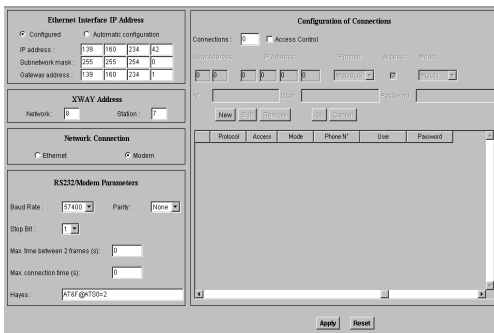 Ethernet Interface IP Address
Configured Automatic configuration
IP address : 139 160 234 42
Subnetwork mask : 255 255 254 0
Gateway address : 139 160 234 1
XWAY Address
Network : 8 Station : 7
Network Connection
Ethernet Modem
RS232/Modem Parameters
Baud Rate : 57400 Parity : None
Stop Bit : 1
Max. time between 2 frames (s): 0
Max. connection time (s): 0
Hayes : AT&F@ATS0=2
Configuration of Connections
Connections : 0 Access Control
Xway Address IP Address Protocol Access Mode
0 0 0 0 0 0 MODBUS MULTI
N° User Password
New Edit Remove Ok Cancel
Protocol Access Mode Phone N° User Password
Apply Reset